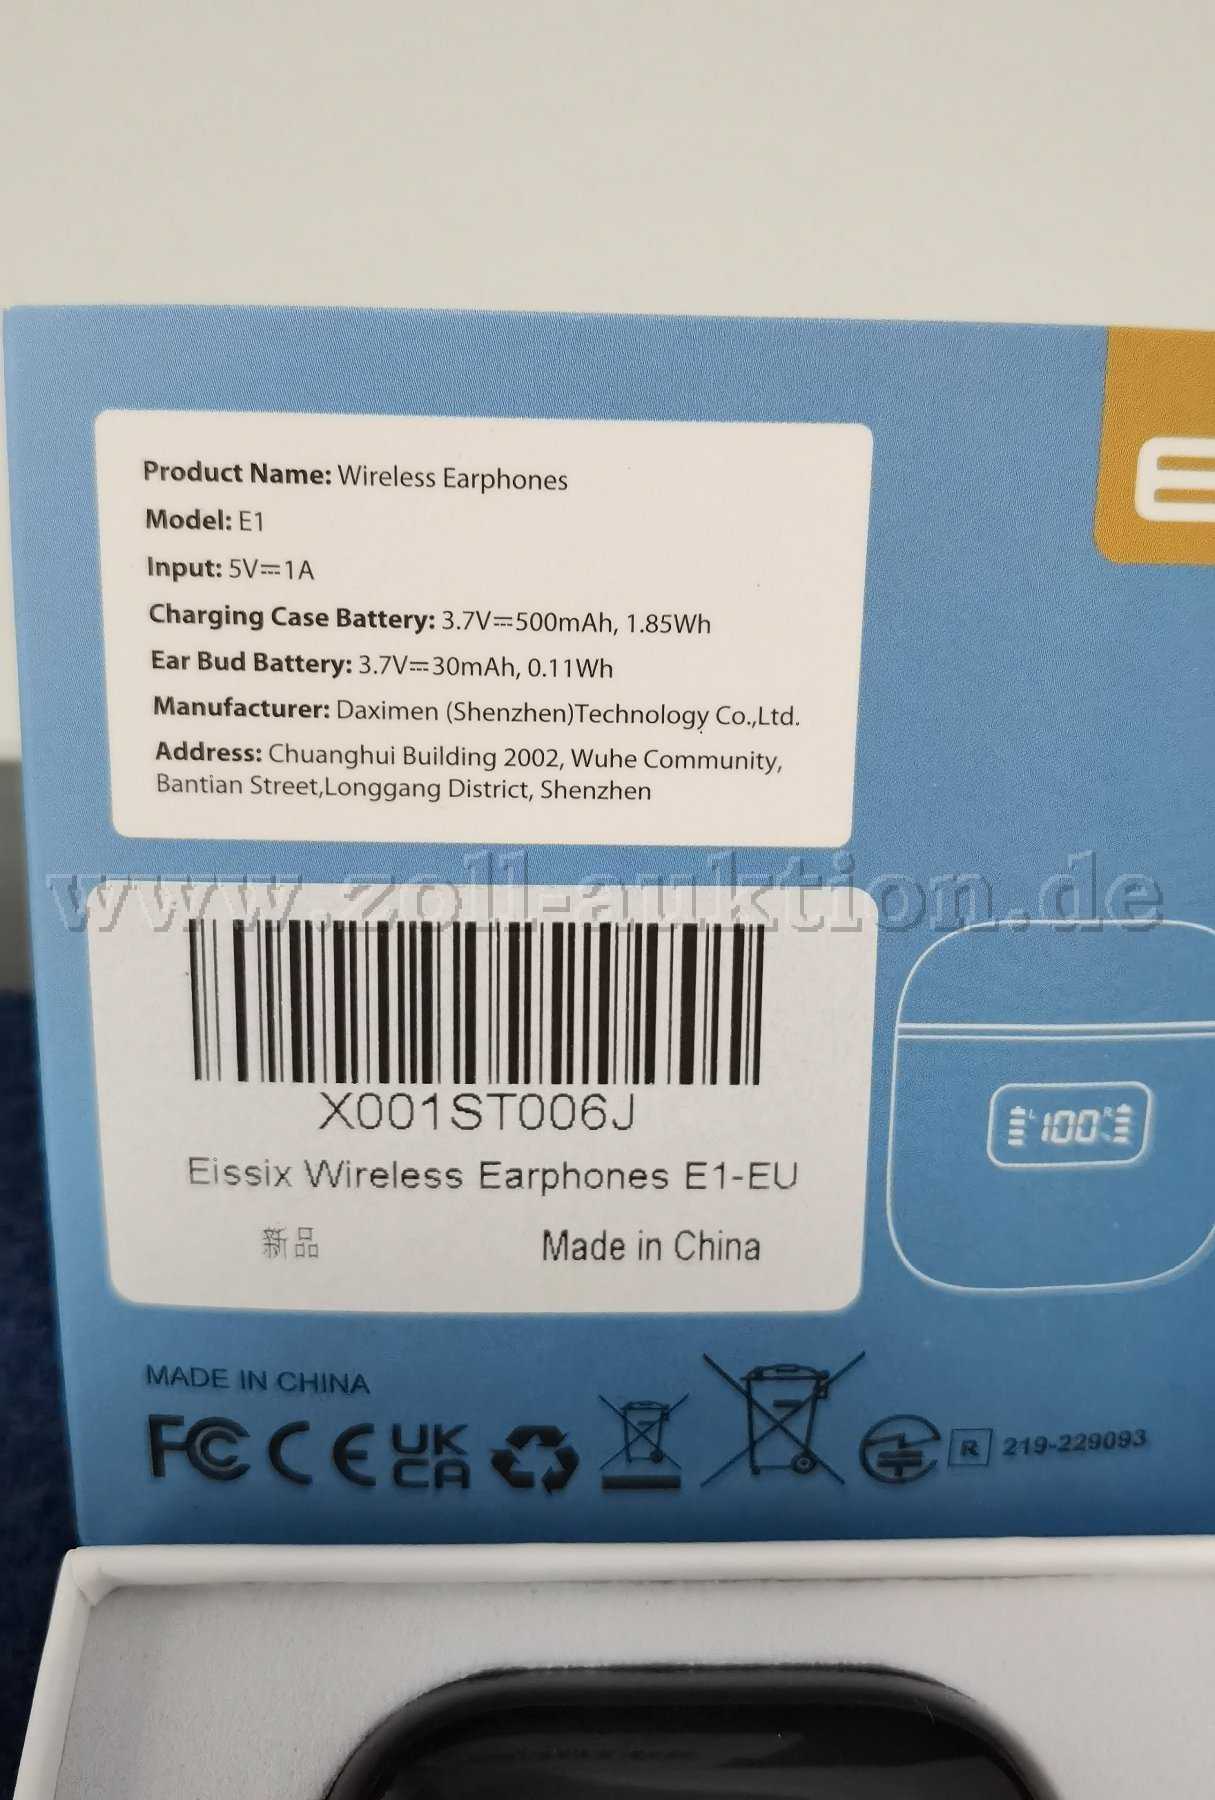 Product Name: Wireless Earphones
Model: E1
Input: 5V⎓1A
Charging Case Battery: 3.7V⎓500mAh, 1.85Wh
Ear Bud Battery: 3.7V⎓30mAh, 0.11Wh
Manufacturer: Daximen (Shenzhen)Technology Co.,Ltd.
Address: Chuanghui Building 2002, Wuhe Community,
Bantian Street,Longgang District, Shenzhen
www.zoll-auktion.de
X001ST006J
Eissix Wireless Earphones E1-EU
新品 Made in China
L 100 R
MADE IN CHINA
FC CE UK CA R 219-229093